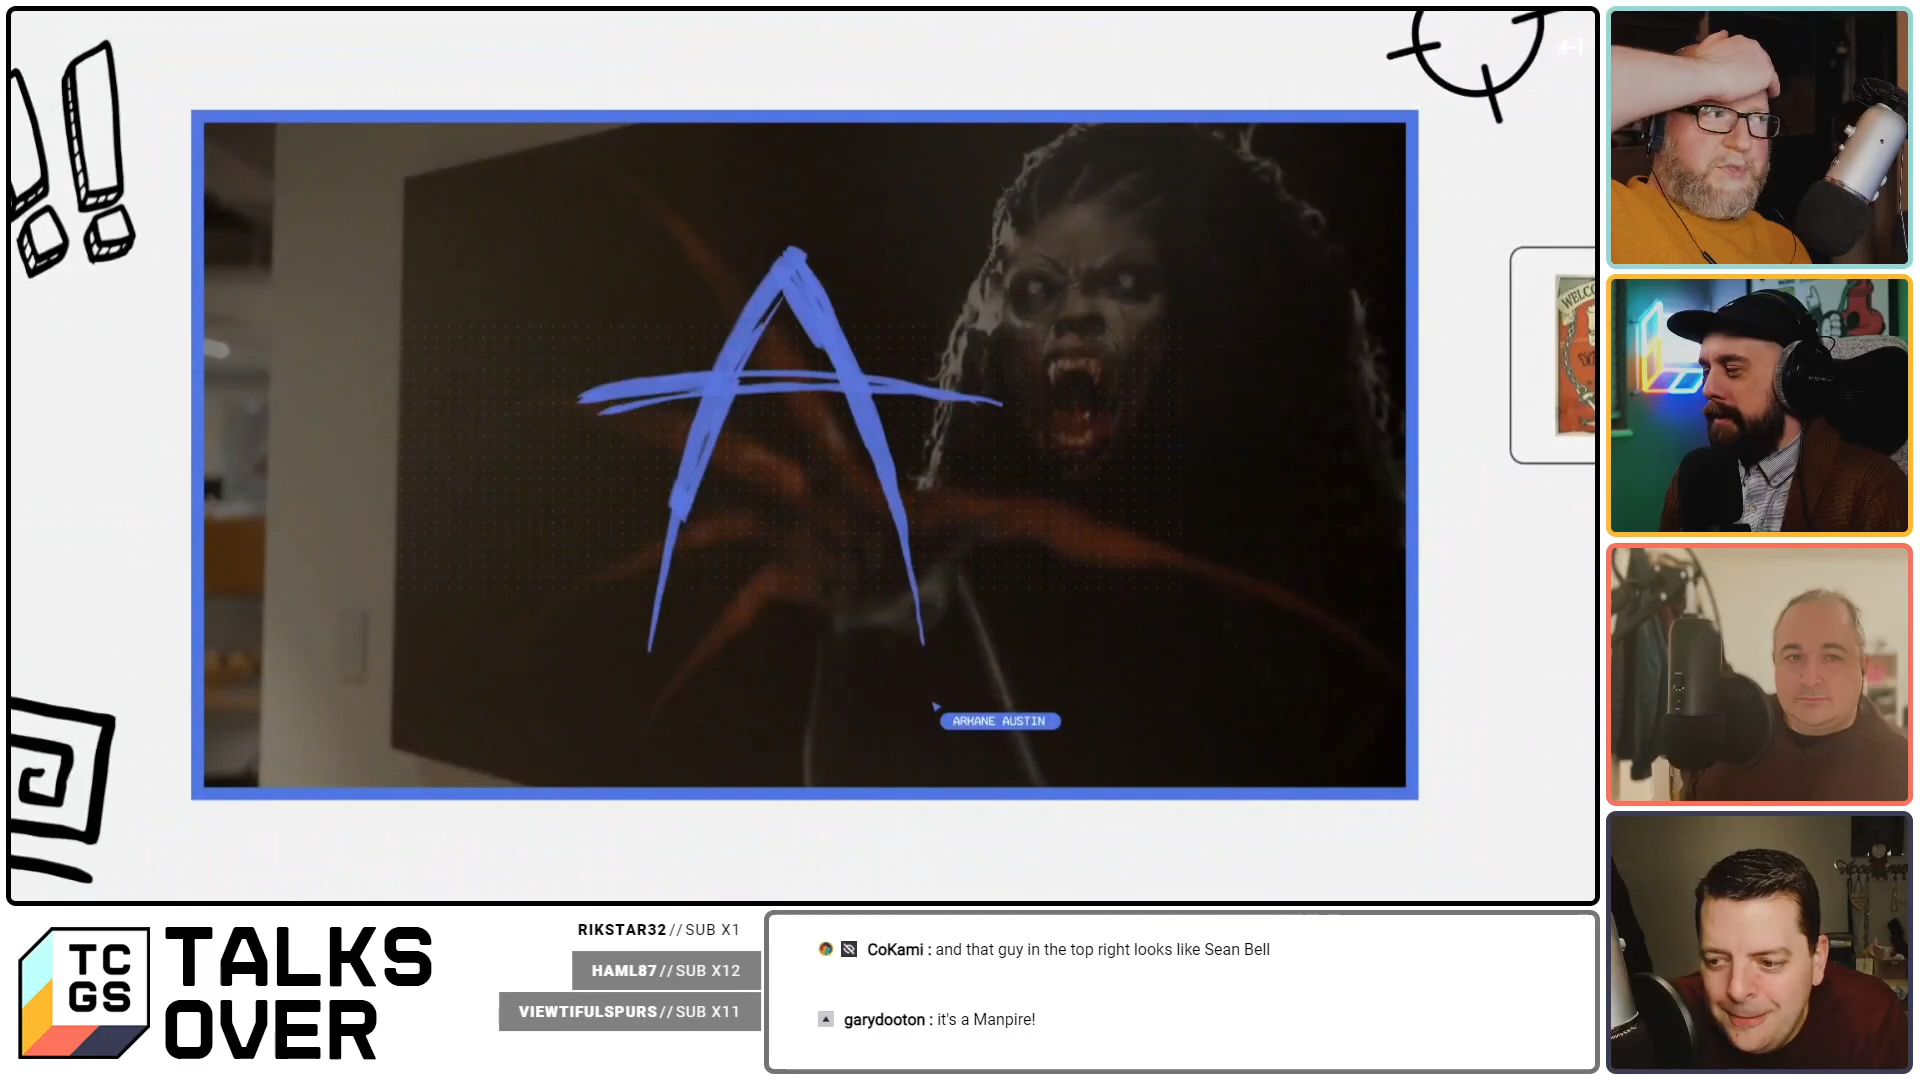 !!
WELCO
A
ARKANE AUSTIN
TC
GS
TALKS
OVER
RIKSTAR32 // SUB X1
HAML87 // SUB X12
VIEWTIFULSPURS // SUB X11
CoKami : and that guy in the top right looks like Sean Bell
garydooton : it's a Manpire!